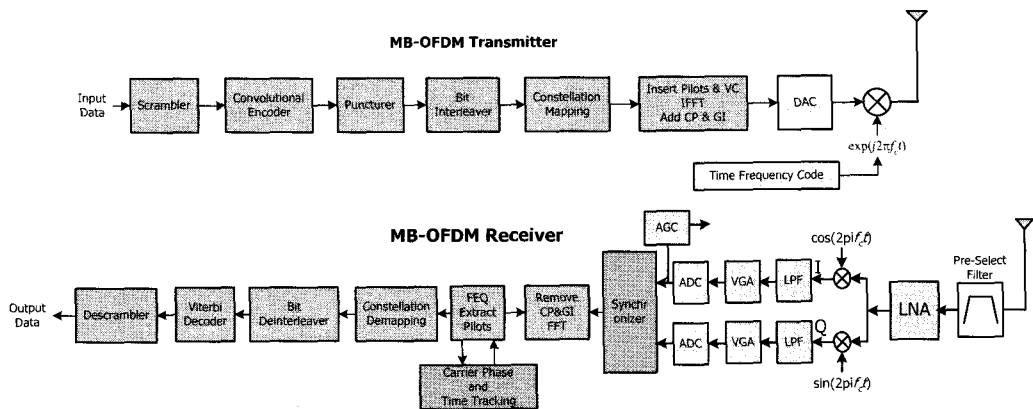 MB-OFDM Transmitter
Input
Data
Scrambler
Convolutional
Encoder
Puncturer
Bit
Interleaver
Constellation
Mapping
Insert Pilots & VC
IFFT
Add CP & GI
DAC
exp(j2πf_c t)
Time Frequency Code
MB-OFDM Receiver
AGC
cos(2pif_c t)
Pre-Select
Filter
Output
Data
Descrambler
Viterbi
Decoder
Bit
Deinterleaver
Constellation
Demapping
FEQ
Extract
Pilots
Remove
CP&GI
FFT
Synchr
onizer
ADC
VGA
LPF
I
LNA
ADC
VGA
LPF
Q
sin(2pif_c t)
Carrier Phase
and
Time Tracking